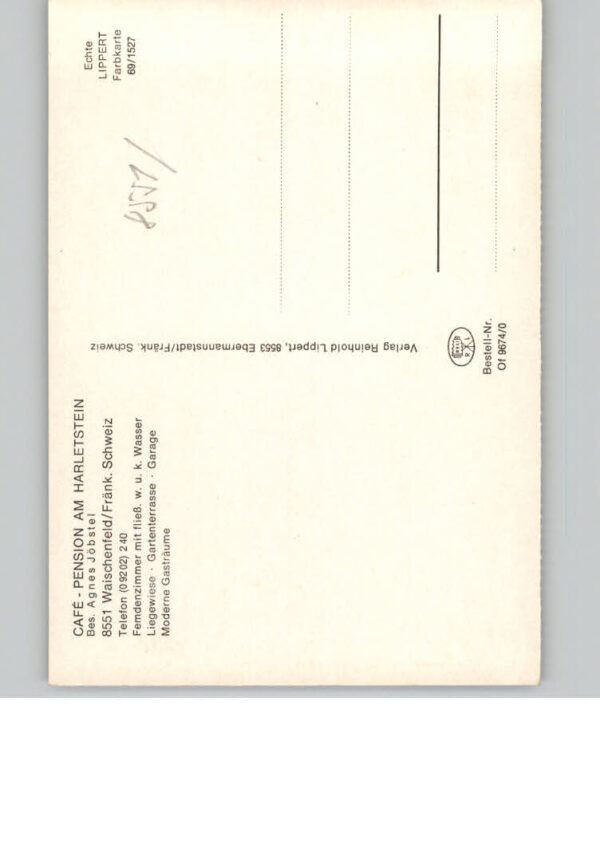 CAFÉ - PENSION AM HARLETSTEIN
Bes. Agnes Jöbstel
8551 Waischenfeld/Fränk. Schweiz
Telefon (09202) 240
Femdenzimmer mit fließ. w. u. k. Wasser
Liegewiese · Gartenterrasse · Garage
Moderne Gasträume
Verlag Reinhold Lippert, 8553 Ebermannstadt/Fränk. Schweiz
Echte
LIPPERT
Farbkarte
69/1527
8551/
R X L
Bestell-Nr.
Of 9674/0